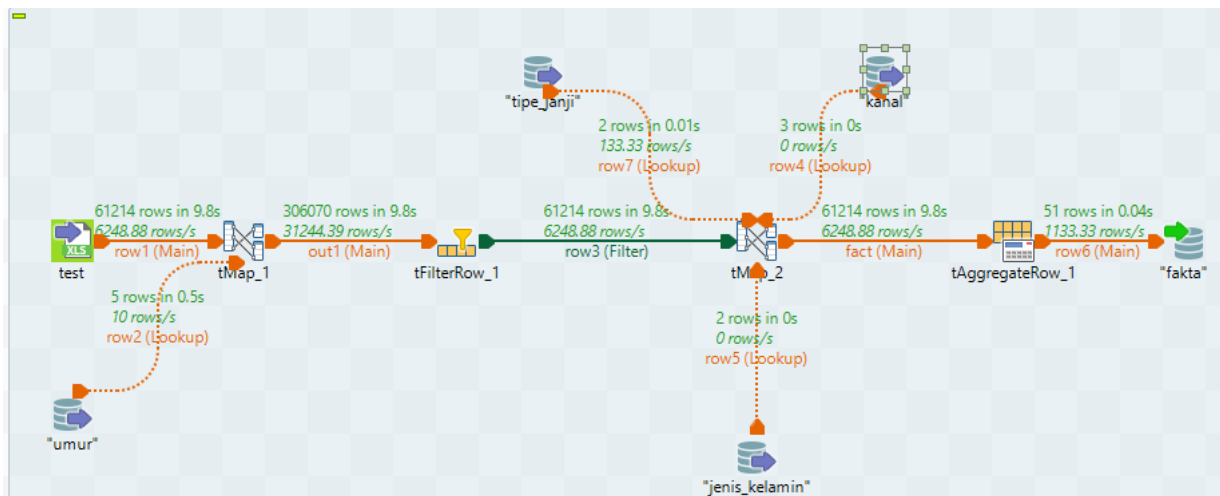 "tipe_janji"
"kanal"
2 rows in 0.01s
133.33 rows/s
row7 (Lookup)
3 rows in 0s
0 rows/s
row4 (Lookup)
61214 rows in 9.8s
6248.88 rows/s
row1 (Main)
306070 rows in 9.8s
31244.39 rows/s
out1 (Main)
61214 rows in 9.8s
6248.88 rows/s
row3 (Filter)
61214 rows in 9.8s
6248.88 rows/s
fact (Main)
51 rows in 0.04s
1133.33 rows/s
row6 (Main)
XLS
test
tMap_1
tFilterRow_1
tMap_2
tAggregateRow_1
"fakta"
5 rows in 0.5s
10 rows/s
row2 (Lookup)
2 rows in 0s
0 rows/s
row5 (Lookup)
"umur"
"jenis_kelamin"